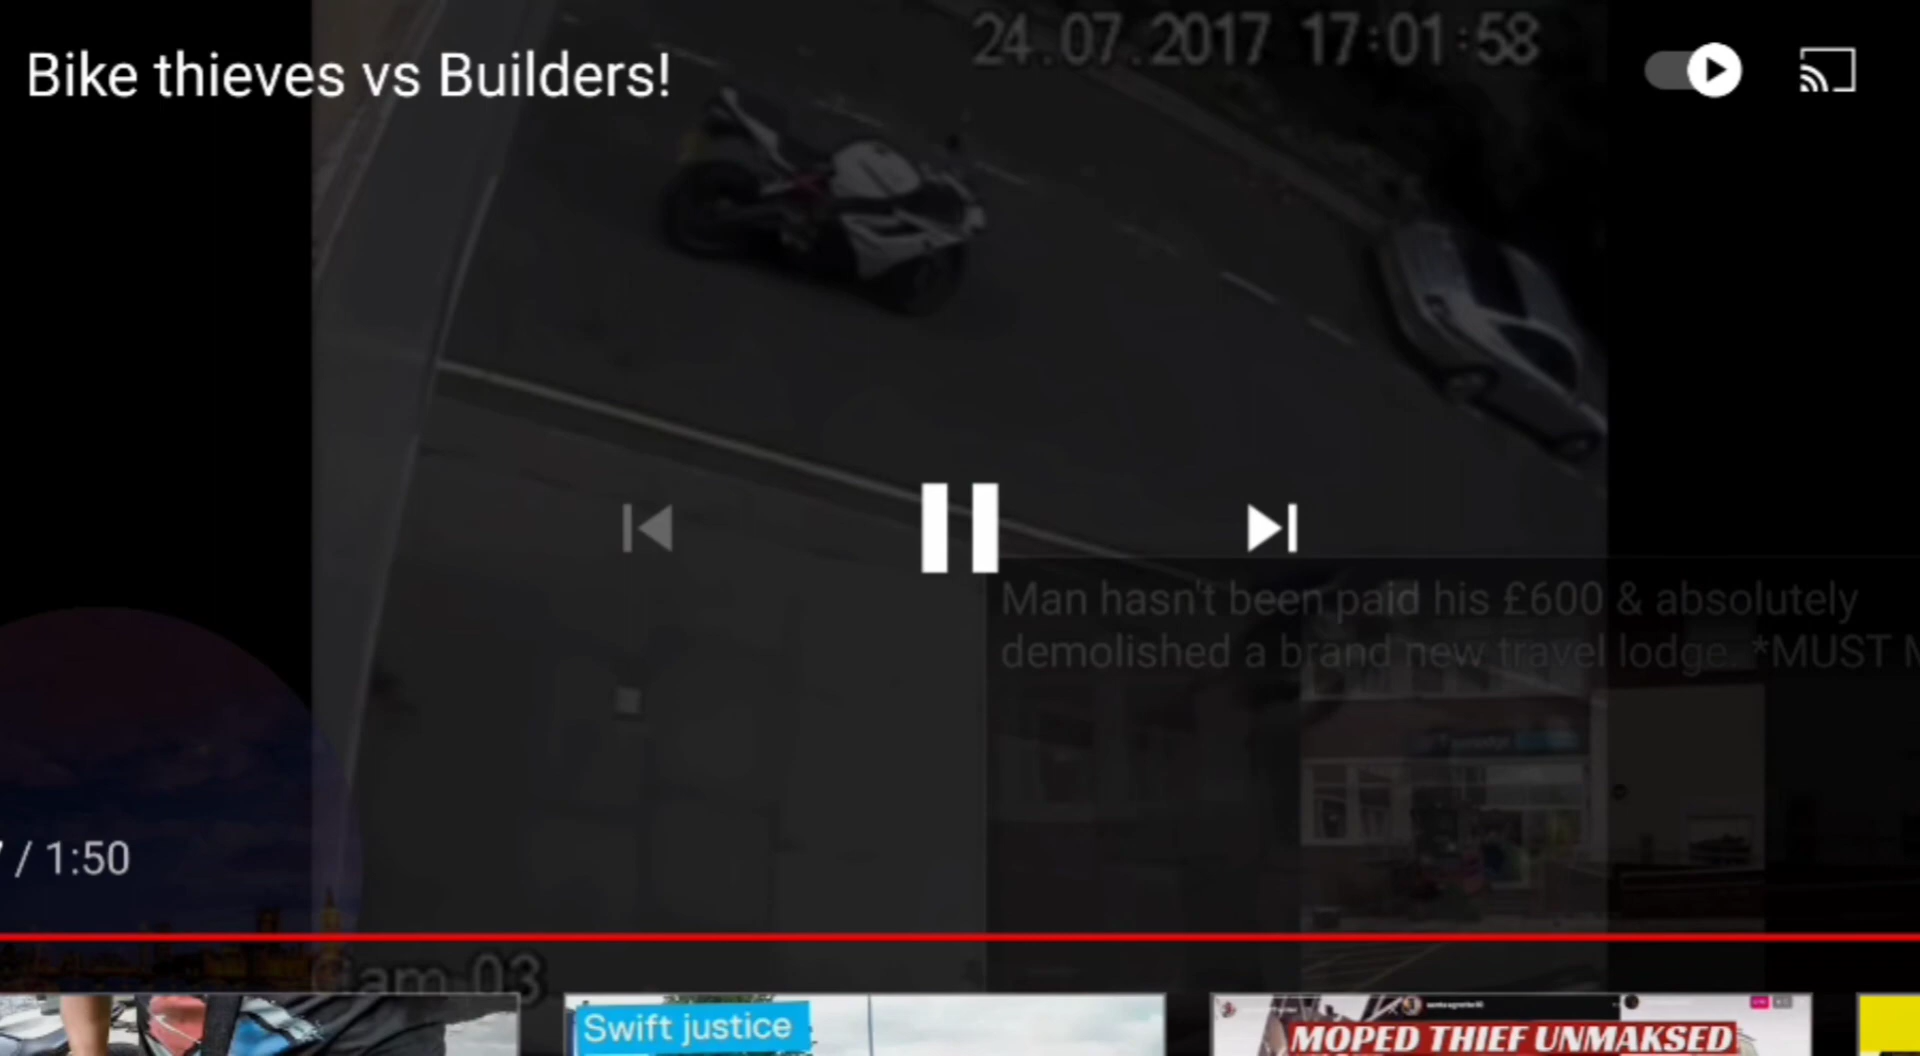 24.07.2017 17:01:58
Bike thieves vs Builders!
Man hasn't been paid his £600 & absolutely
demolished a brand new travel lodge. *MUST
/ 1:50
Cam 03
Swift justice
MOPED THIEF UNMAKSED